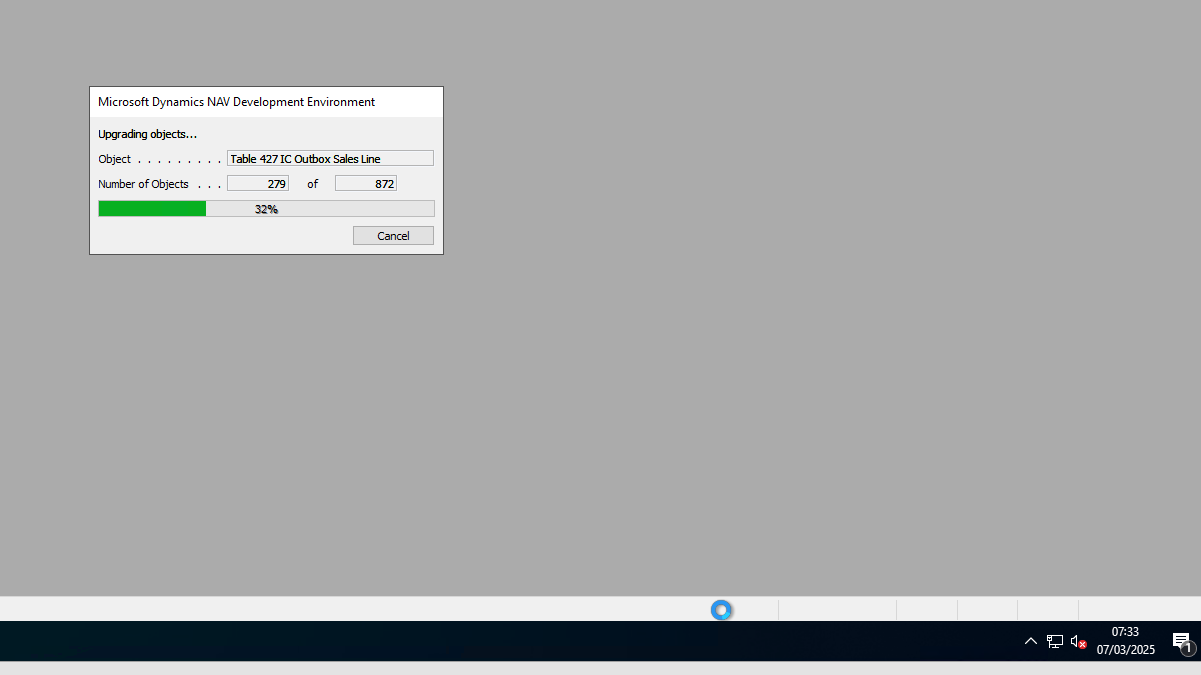 Microsoft Dynamics NAV Development Environment
Upgrading objects...
Object . . . . . . . . . Table 427 IC Outbox Sales Line
Number of Objects . . . 279 of 872
32%
Cancel
07:33
07/03/2025
1